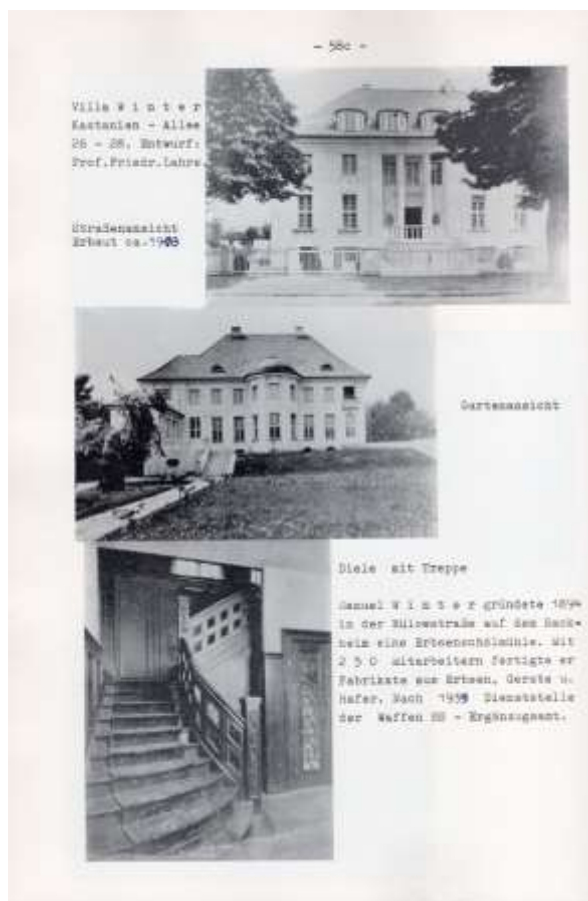 - 58c -
Villa W i n t e r
Kastanien - Allee
26 - 28. Entwurf:
Prof.Friedr.Lahrs
Straßenansicht
Erbaut ca.1908
Gartenansicht
Diele mit Treppe
Samuel W i n t e r gründete 1894
in der Bülowstraße auf dem Sack-
heim eine Erbsenschälmühle. Mit
2 5 0 Mitarbeitern fertigte er
Fabrikate aus Erbsen, Gerste u.
Hafer. Nach 1939 Dienststelle
der Waffen SS - Ergänzugsamt.